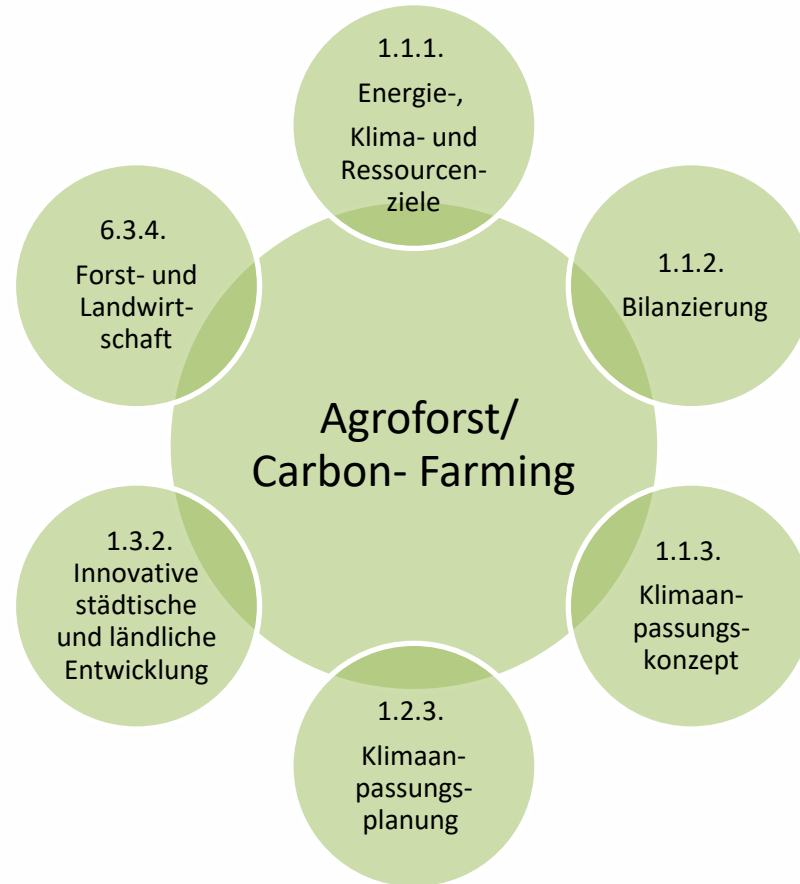 1.1.1.
Energie-,
Klima- und
Ressourcen-
ziele
6.3.4.
Forst- und
Landwirt-
schaft
1.1.2.
Bilanzierung
Agroforst/
Carbon- Farming
1.3.2.
Innovative
städtische
und ländliche
Entwicklung
1.1.3.
Klimaan-
passungs-
konzept
1.2.3.
Klimaan-
passungs-
planung